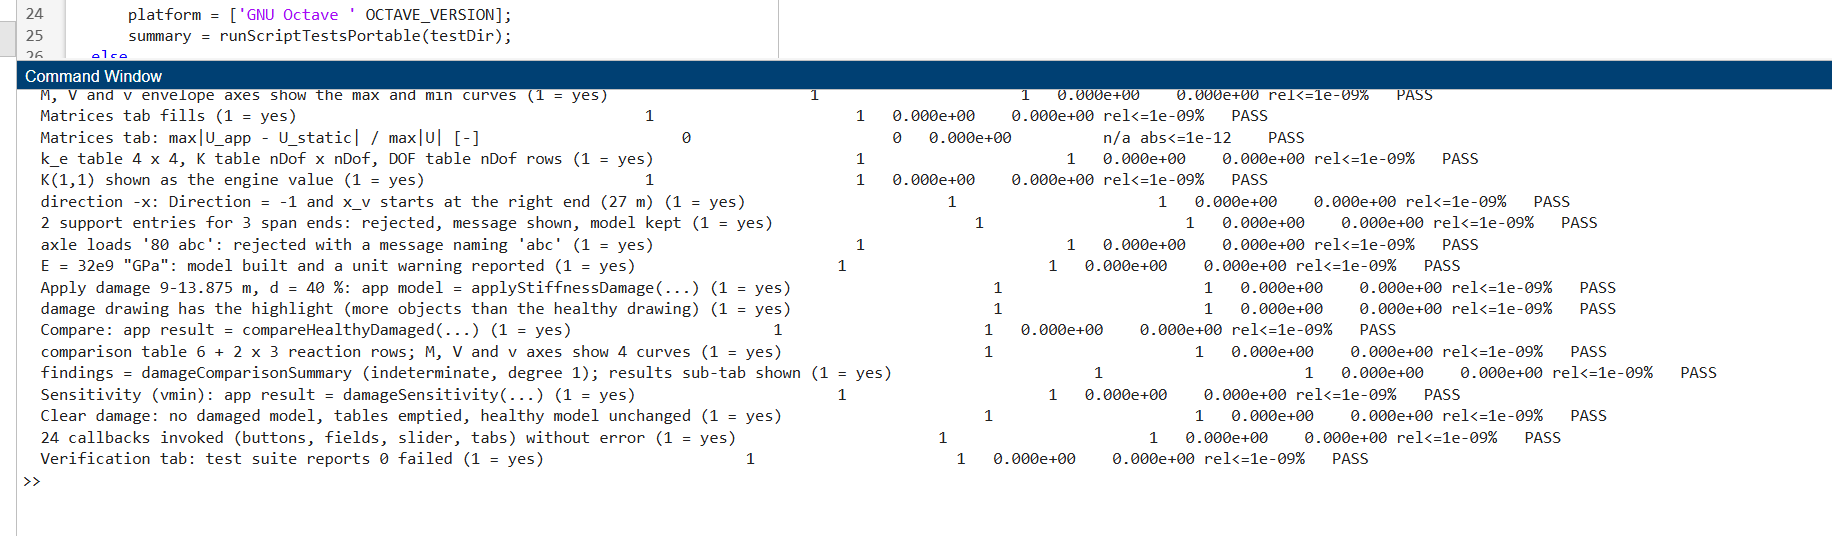 24 platform = ['GNU Octave ' OCTAVE_VERSION];
25 summary = runScriptTestsPortable(testDir);
26 else
Command Window
M, V and v envelope axes show the max and min curves (1 = yes) 1 1 0.000e+00 0.000e+00 rel<=1e-09% PASS
Matrices tab fills (1 = yes) 1 1 0.000e+00 0.000e+00 rel<=1e-09% PASS
Matrices tab: max|U_app - U_static| / max|U| [-] 0 0 0.000e+00 n/a abs<=1e-12 PASS
k_e table 4 x 4, K table nDof x nDof, DOF table nDof rows (1 = yes) 1 1 0.000e+00 0.000e+00 rel<=1e-09% PASS
K(1,1) shown as the engine value (1 = yes) 1 1 0.000e+00 0.000e+00 rel<=1e-09% PASS
direction -x: Direction = -1 and x_v starts at the right end (27 m) (1 = yes) 1 1 0.000e+00 0.000e+00 rel<=1e-09% PASS
2 support entries for 3 span ends: rejected, message shown, model kept (1 = yes) 1 1 0.000e+00 0.000e+00 rel<=1e-09% PASS
axle loads '80 abc': rejected with a message naming 'abc' (1 = yes) 1 1 0.000e+00 0.000e+00 rel<=1e-09% PASS
E = 32e9 "GPa": model built and a unit warning reported (1 = yes) 1 1 0.000e+00 0.000e+00 rel<=1e-09% PASS
Apply damage 9-13.875 m, d = 40 %: app model = applyStiffnessDamage(...) (1 = yes) 1 1 0.000e+00 0.000e+00 rel<=1e-09% PASS
damage drawing has the highlight (more objects than the healthy drawing) (1 = yes) 1 1 0.000e+00 0.000e+00 rel<=1e-09% PASS
Compare: app result = compareHealthyDamaged(...) (1 = yes) 1 1 0.000e+00 0.000e+00 rel<=1e-09% PASS
comparison table 6 + 2 x 3 reaction rows; M, V and v axes show 4 curves (1 = yes) 1 1 0.000e+00 0.000e+00 rel<=1e-09% PASS
findings = damageComparisonSummary (indeterminate, degree 1); results sub-tab shown (1 = yes) 1 1 0.000e+00 0.000e+00 rel<=1e-09% PASS
Sensitivity (vmin): app result = damageSensitivity(...) (1 = yes) 1 1 0.000e+00 0.000e+00 rel<=1e-09% PASS
Clear damage: no damaged model, tables emptied, healthy model unchanged (1 = yes) 1 1 0.000e+00 0.000e+00 rel<=1e-09% PASS
24 callbacks invoked (buttons, fields, slider, tabs) without error (1 = yes) 1 1 0.000e+00 0.000e+00 rel<=1e-09% PASS
Verification tab: test suite reports 0 failed (1 = yes) 1 1 0.000e+00 0.000e+00 rel<=1e-09% PASS
>>